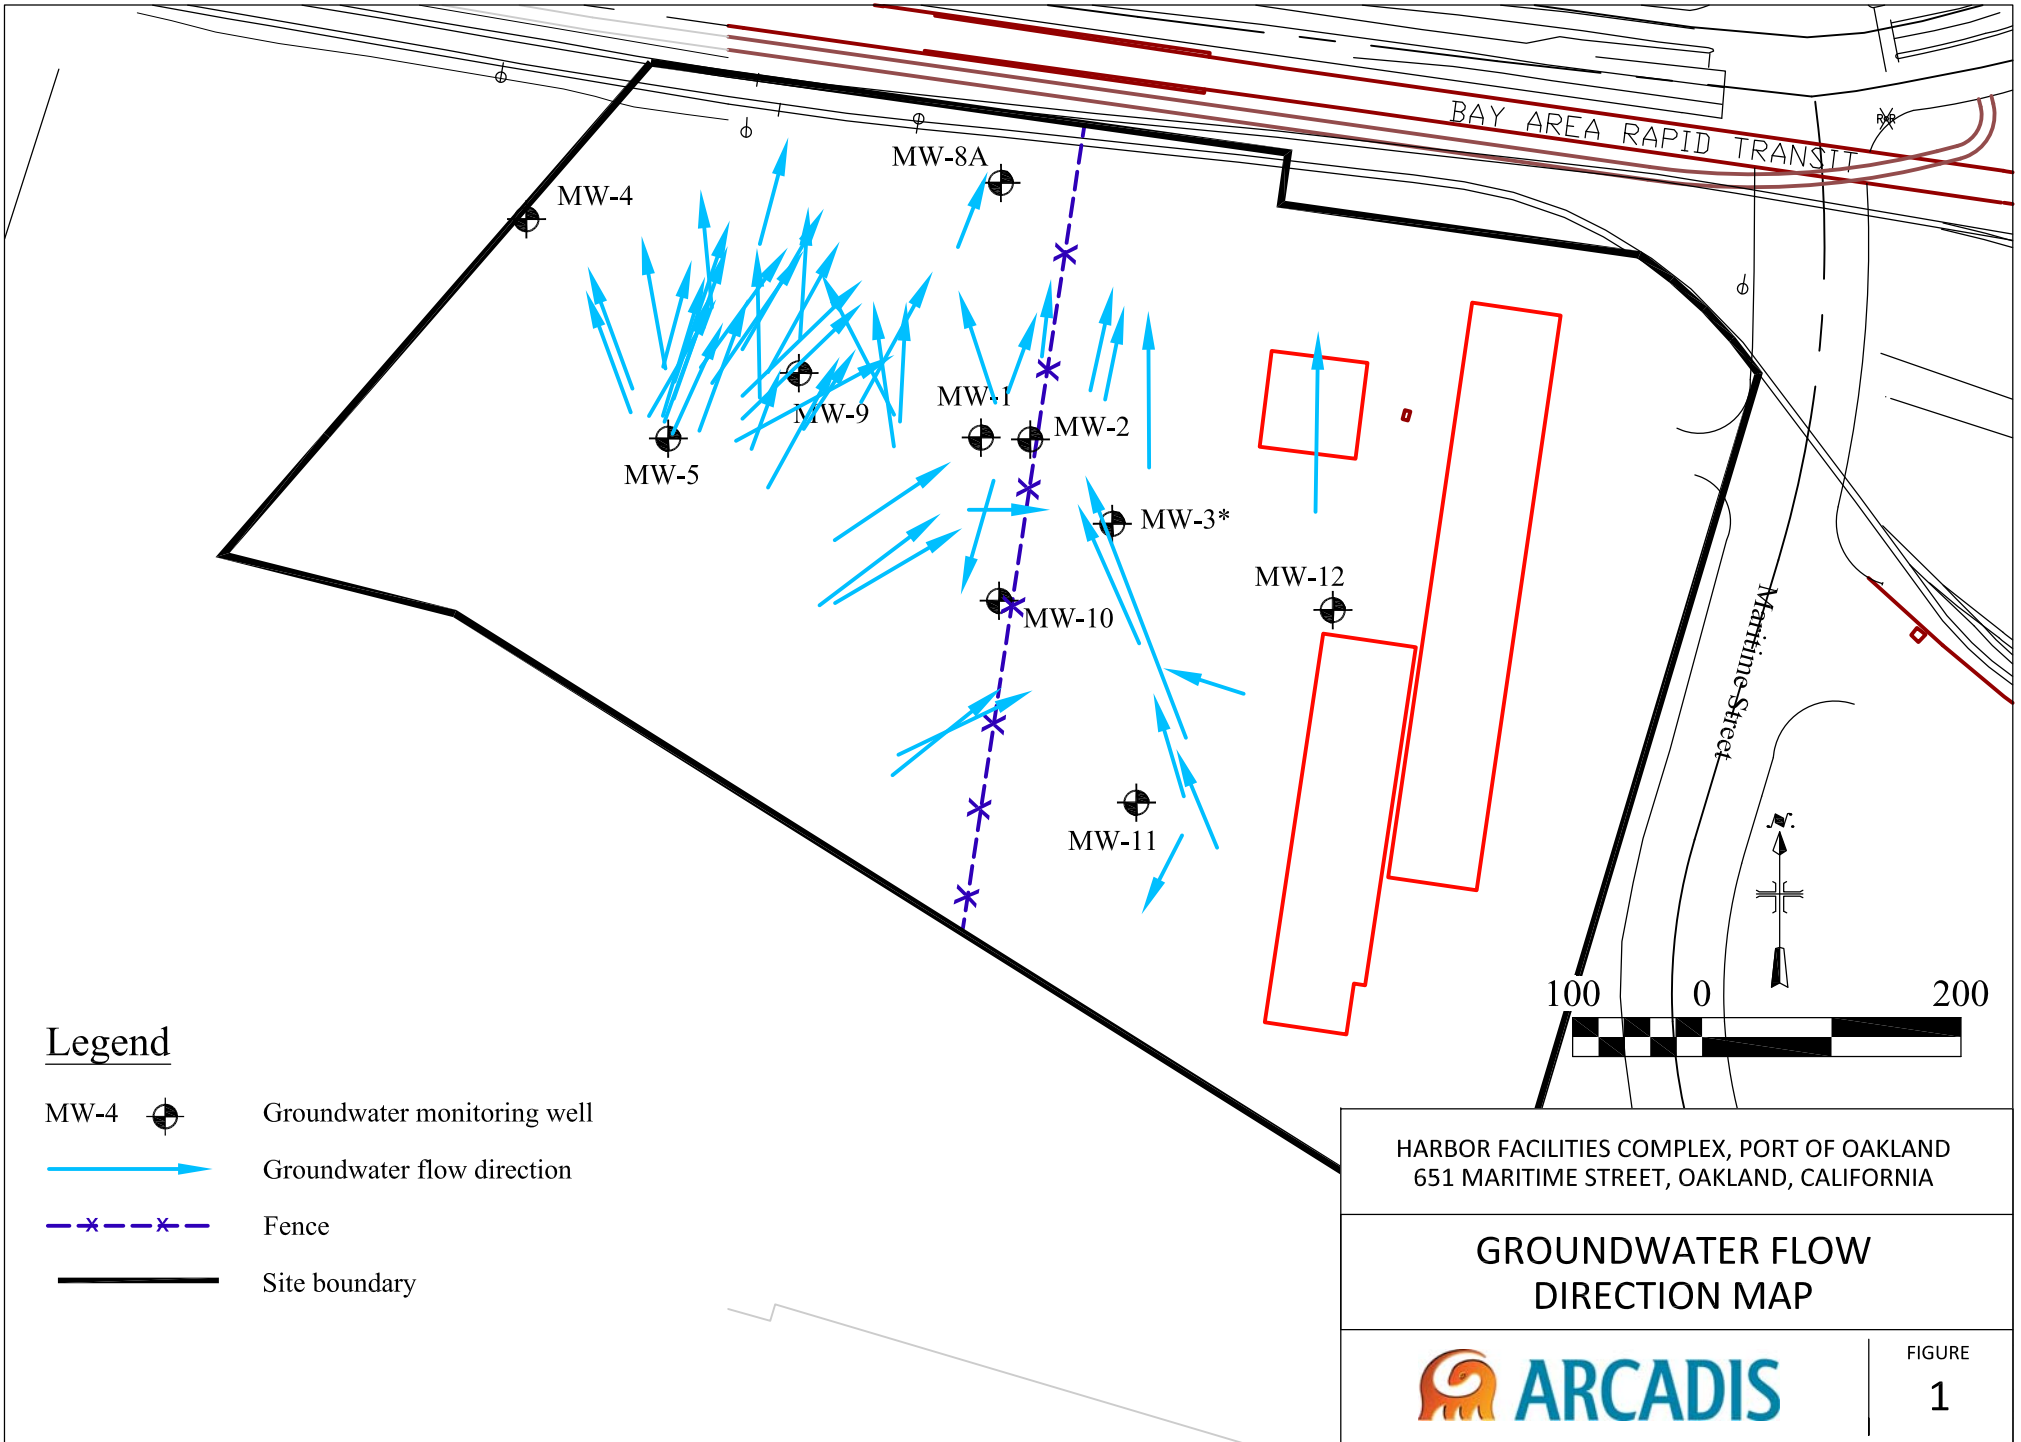 BAY AREA RAPID TRANSIT
R R
MW-8A
MW-4
MW-1
MW-9
MW-2
MW-5
MW-3*
MW-12
MW-10
Maritime Street
MW-11
N
100 0 200
Legend
MW-4 Groundwater monitoring well
Groundwater flow direction
Fence
Site boundary
HARBOR FACILITIES COMPLEX, PORT OF OAKLAND
651 MARITIME STREET, OAKLAND, CALIFORNIA
GROUNDWATER FLOW
DIRECTION MAP
ARCADIS
FIGURE
1